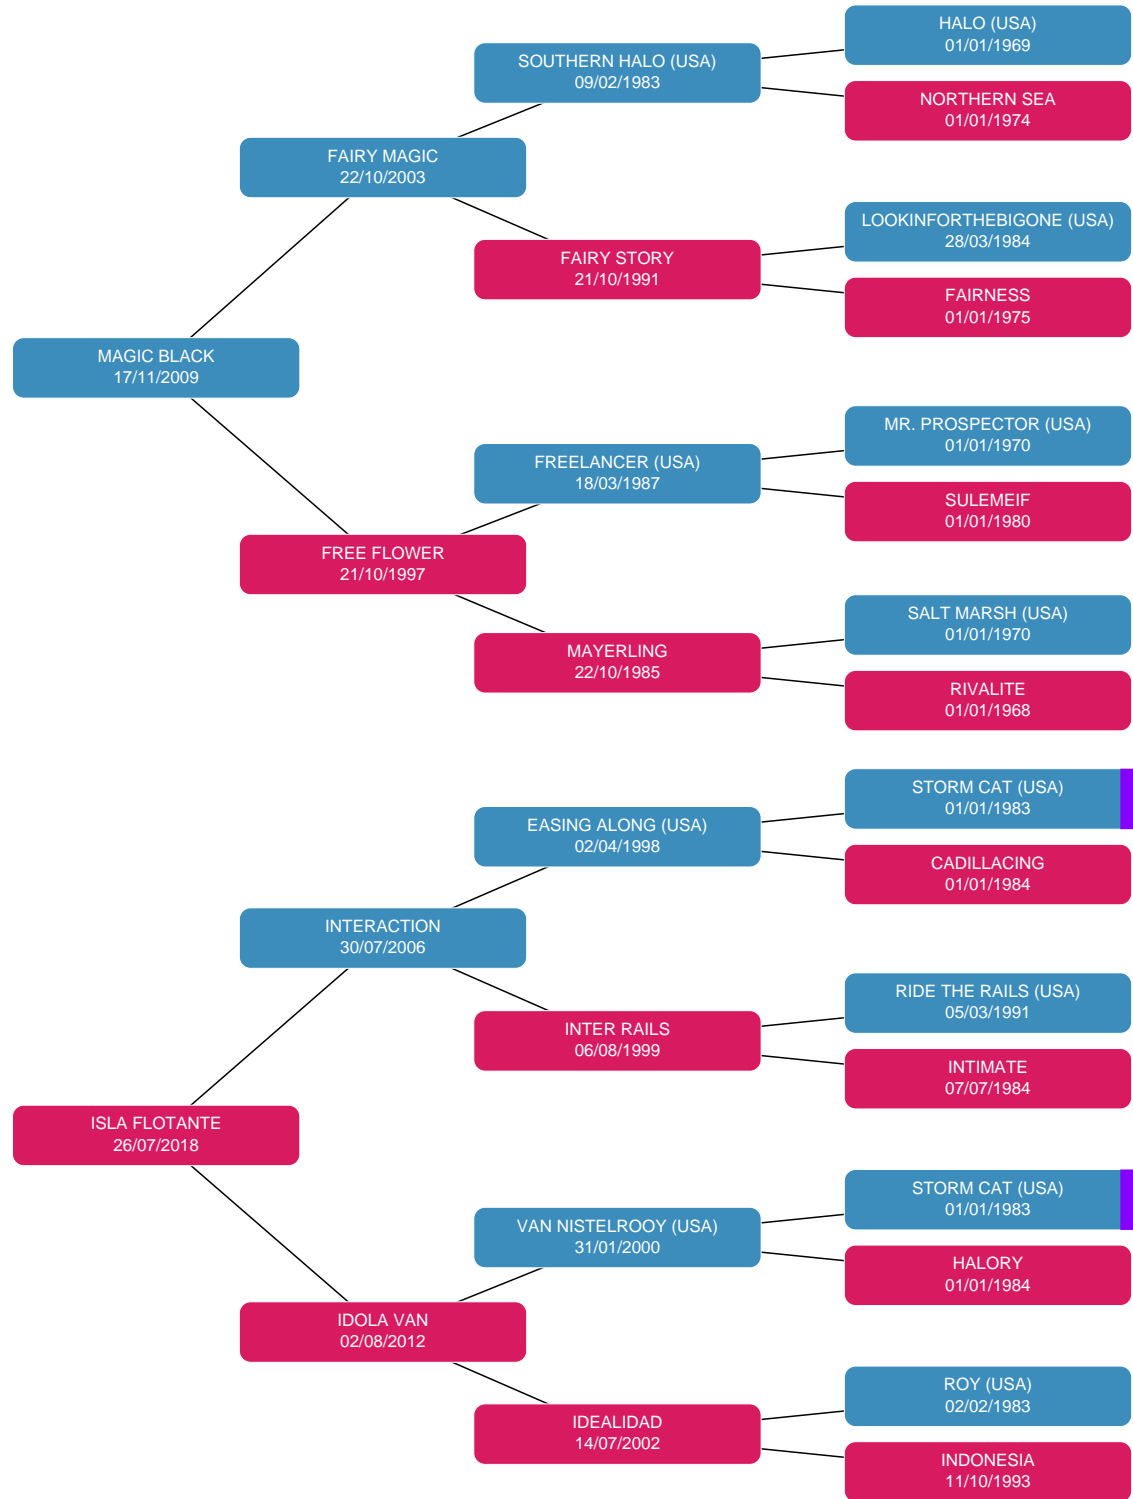 HALO (USA)
01/01/1969
SOUTHERN HALO (USA)
09/02/1983
NORTHERN SEA
01/01/1974
FAIRY MAGIC
22/10/2003
LOOKINFORTHEBIGONE (USA)
28/03/1984
FAIRY STORY
21/10/1991
FAIRNESS
01/01/1975
MAGIC BLACK
17/11/2009
MR. PROSPECTOR (USA)
01/01/1970
FREELANCER (USA)
18/03/1987
SULEMEIF
01/01/1980
FREE FLOWER
21/10/1997
SALT MARSH (USA)
01/01/1970
MAYERLING
22/10/1985
RIVALITE
01/01/1968
STORM CAT (USA)
01/01/1983
EASING ALONG (USA)
02/04/1998
CADILLACING
01/01/1984
INTERACTION
30/07/2006
RIDE THE RAILS (USA)
05/03/1991
INTER RAILS
06/08/1999
INTIMATE
07/07/1984
ISLA FLOTANTE
26/07/2018
STORM CAT (USA)
01/01/1983
VAN NISTELROOY (USA)
31/01/2000
HALORY
01/01/1984
IDOLA VAN
02/08/2012
ROY (USA)
02/02/1983
IDEALIDAD
14/07/2002
INDONESIA
11/10/1993